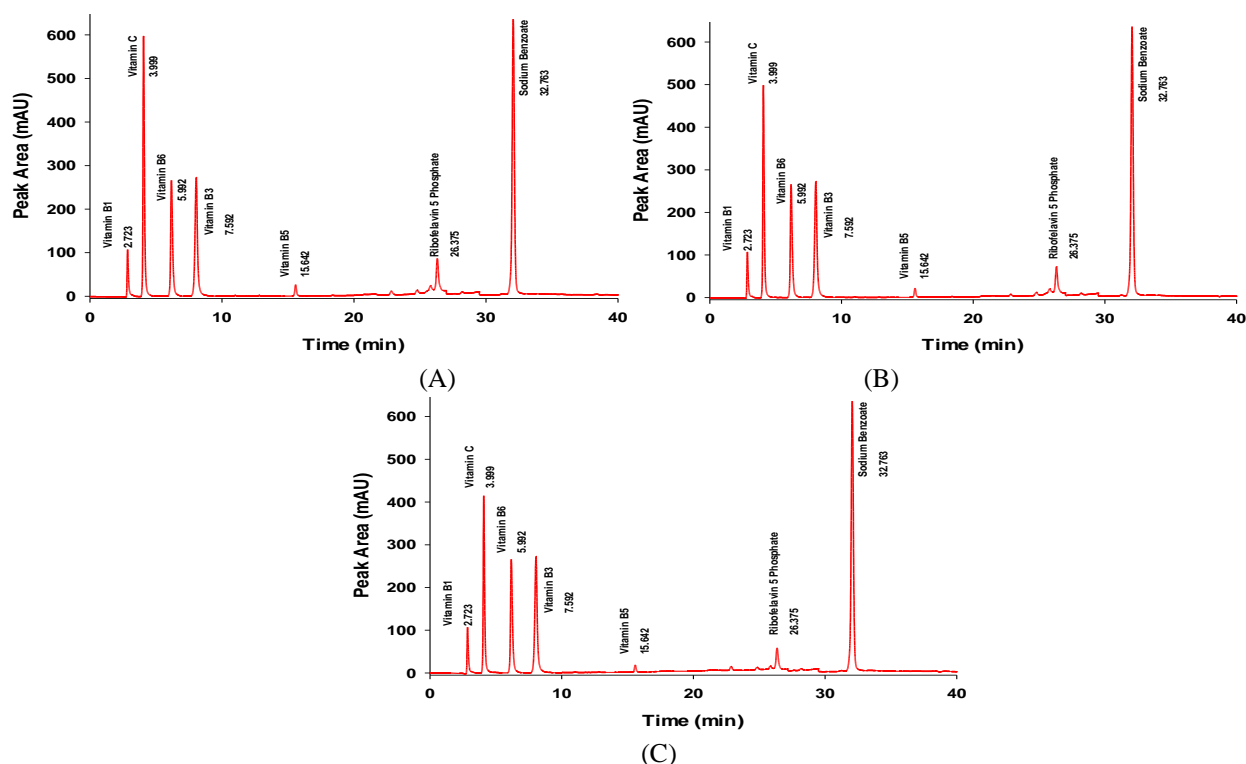 Peak Area (mAU)
600
500
400
300
200
100
0
Vitamin B1
2.723
Vitamin C
3.999
Vitamin B6
5.992
Vitamin B3
7.592
Vitamin B5
15.642
Ribofelavin 5 Phosphate
26.375
Sodium Benzoate
32.763
0 10 20 30 40
Time (min)
(A)
Peak Area (mAU)
600
500
400
300
200
100
0
Vitamin B1
2.723
Vitamin C
3.999
Vitamin B6
5.992
Vitamin B3
7.592
Vitamin B5
15.642
Ribofelavin 5 Phosphate
26.375
Sodium Benzoate
32.763
0 10 20 30 40
Time (min)
(B)
Peak Area (mAU)
600
500
400
300
200
100
0
Vitamin B1
2.723
Vitamin C
3.999
Vitamin B6
5.992
Vitamin B3
7.592
Vitamin B5
15.642
Ribofelavin 5 Phosphate
26.375
Sodium Benzoate
32.763
0 10 20 30 40
Time (min)
(C)